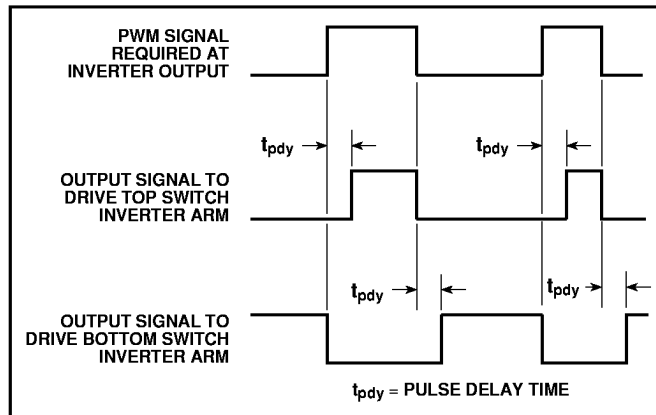 PWM SIGNAL
REQUIRED AT
INVERTER OUTPUT
tpdy
tpdy
OUTPUT SIGNAL TO
DRIVE TOP SWITCH
INVERTER ARM
tpdy
tpdy
OUTPUT SIGNAL TO
DRIVE BOTTOM SWITCH
INVERTER ARM
tpdy = PULSE DELAY TIME